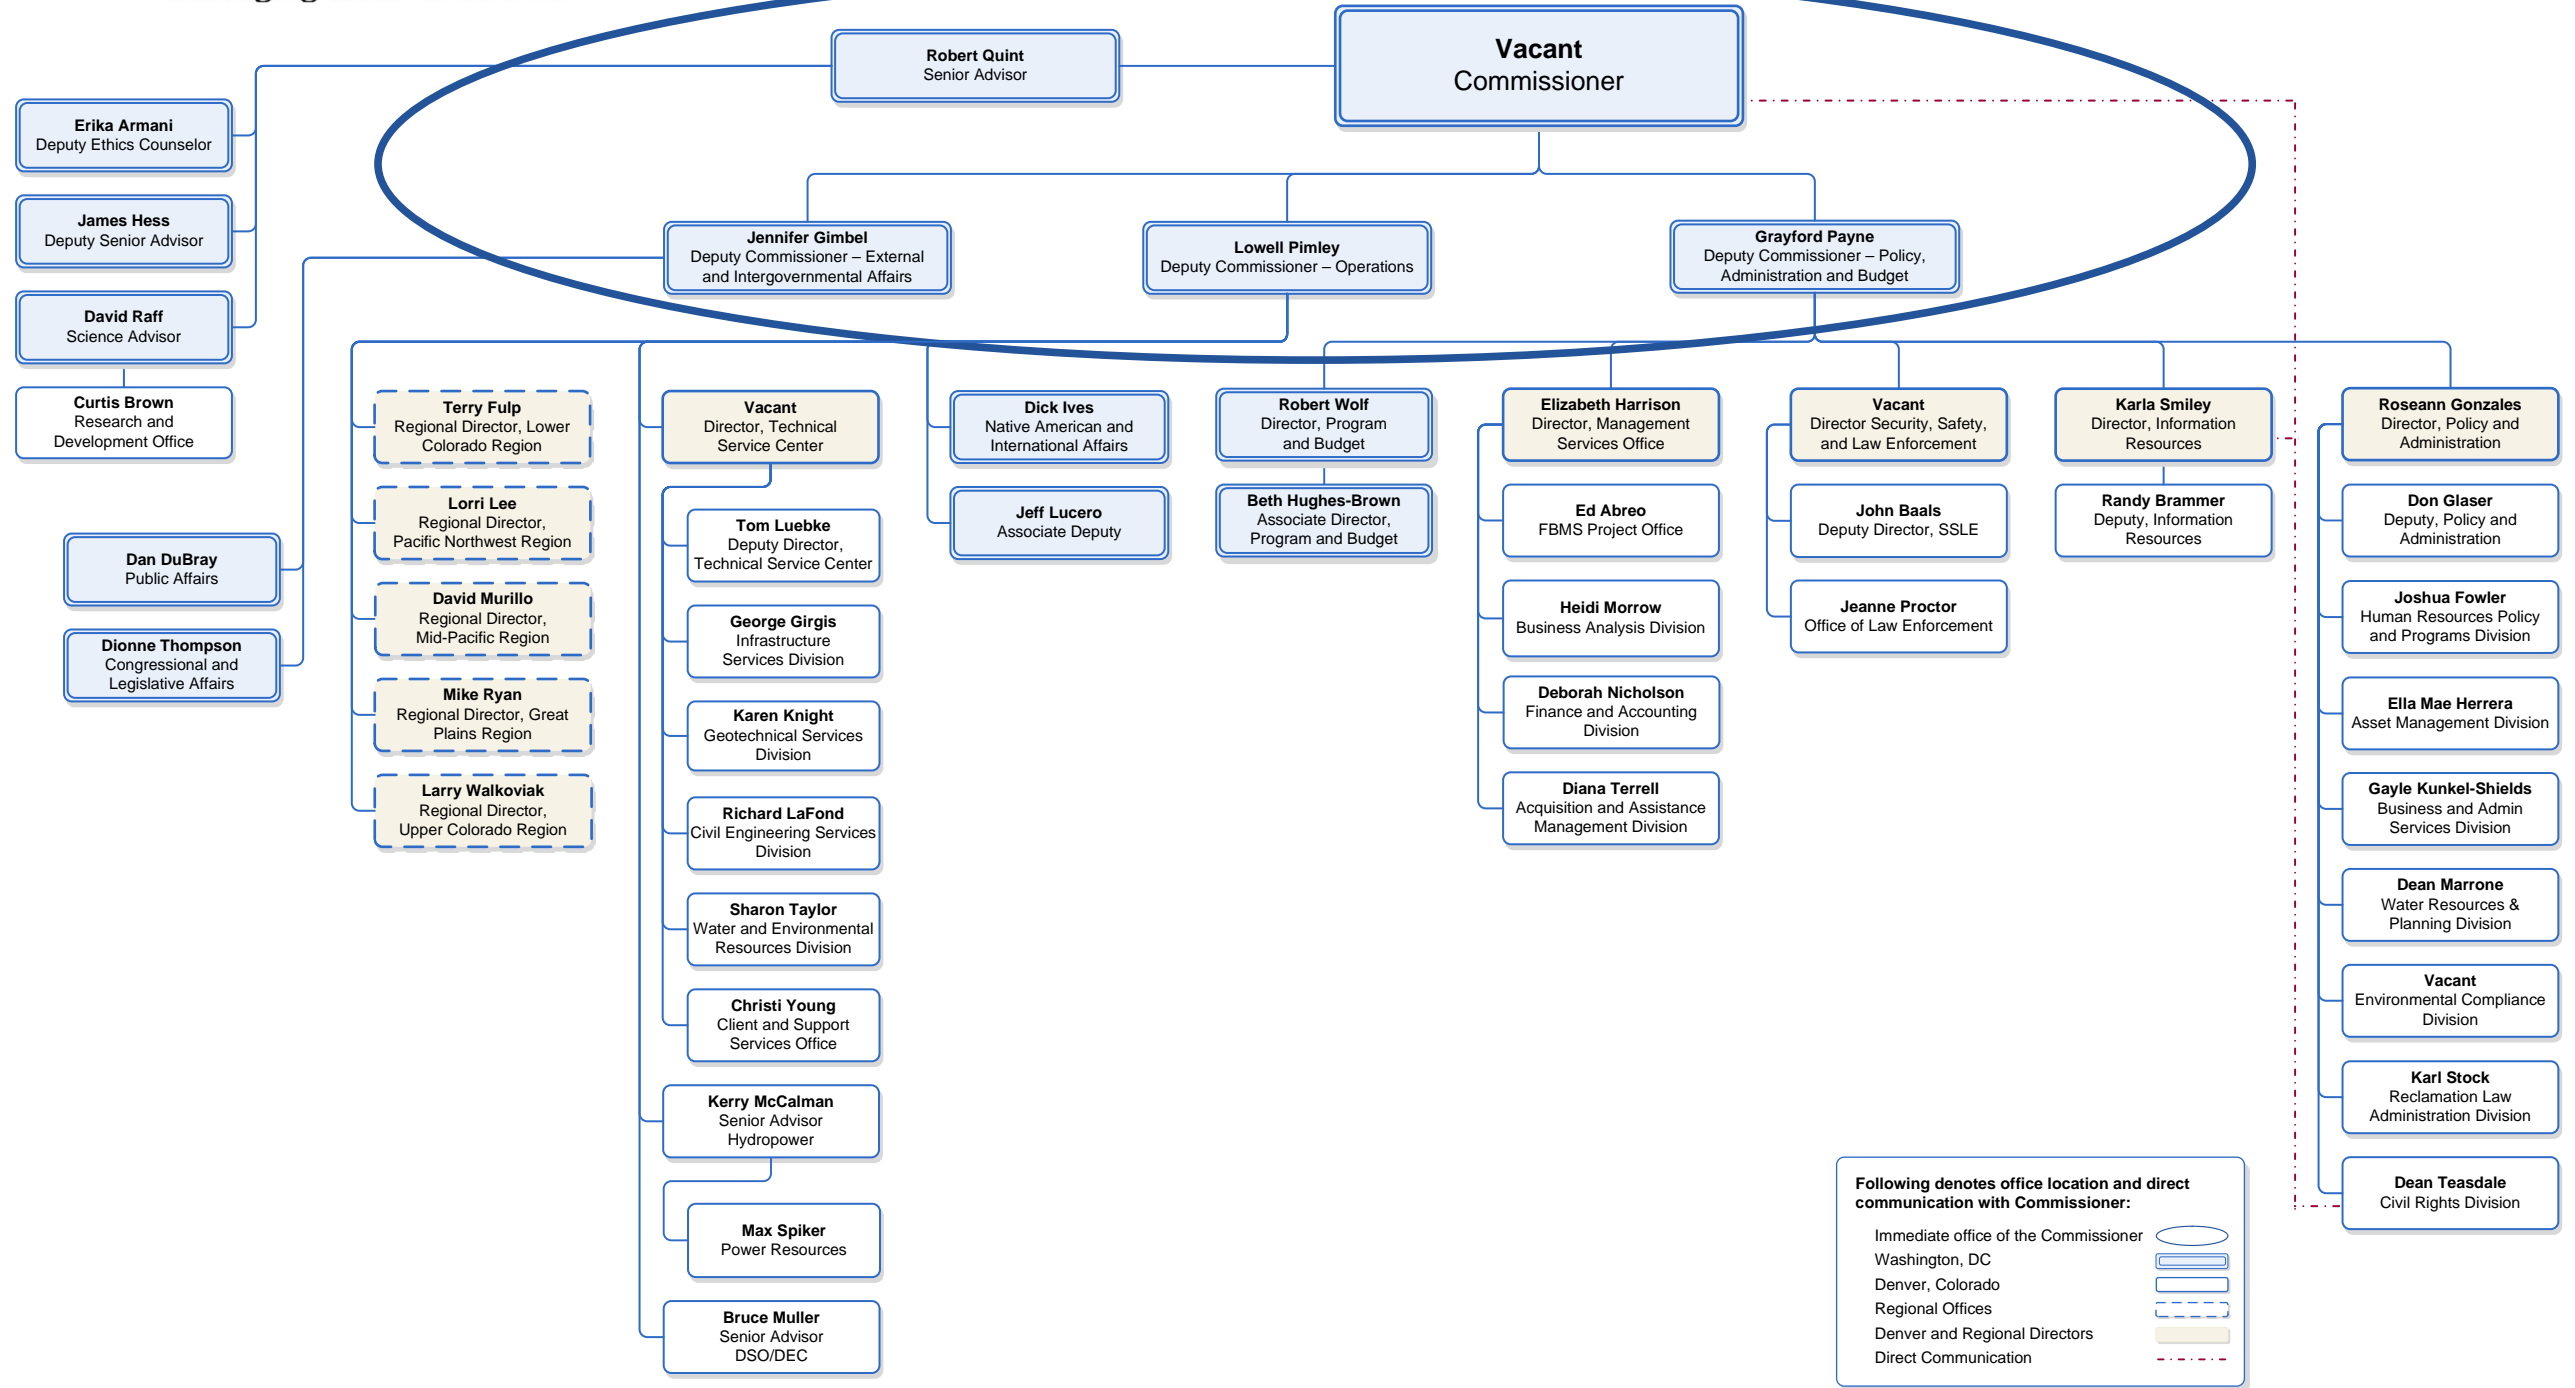 Robert Quint
Senior Advisor
Vacant
Commissioner
Erika Armani
Deputy Ethics Counselor
James Hess
Deputy Senior Advisor
David Raff
Science Advisor
Curtis Brown
Research and
Development Office
Jennifer Gimbel
Deputy Commissioner – External
and Intergovernmental Affairs
Lowell Pimley
Deputy Commissioner – Operations
Grayford Payne
Deputy Commissioner – Policy,
Administration and Budget
Dan DuBray
Public Affairs
Dionne Thompson
Congressional and
Legislative Affairs
Terry Fulp
Regional Director, Lower
Colorado Region
Lorri Lee
Regional Director,
Pacific Northwest Region
David Murillo
Regional Director,
Mid-Pacific Region
Mike Ryan
Regional Director, Great
Plains Region
Larry Walkoviak
Regional Director,
Upper Colorado Region
Vacant
Director, Technical
Service Center
Tom Luebke
Deputy Director,
Technical Service Center
George Girgis
Infrastructure
Services Division
Karen Knight
Geotechnical Services
Division
Richard LaFond
Civil Engineering Services
Division
Sharon Taylor
Water and Environmental
Resources Division
Christi Young
Client and Support
Services Office
Kerry McCalman
Senior Advisor
Hydropower
Max Spiker
Power Resources
Bruce Muller
Senior Advisor
DSO/DEC
Dick Ives
Native American and
International Affairs
Jeff Lucero
Associate Deputy
Robert Wolf
Director, Program
and Budget
Beth Hughes-Brown
Associate Director,
Program and Budget
Elizabeth Harrison
Director, Management
Services Office
Ed Abreo
FBMS Project Office
Heidi Morrow
Business Analysis Division
Deborah Nicholson
Finance and Accounting
Division
Diana Terrell
Acquisition and Assistance
Management Division
Vacant
Director Security, Safety,
and Law Enforcement
John Baals
Deputy Director, SSLE
Jeanne Proctor
Office of Law Enforcement
Karla Smiley
Director, Information
Resources
Randy Brammer
Deputy, Information
Resources
Roseann Gonzales
Director, Policy and
Administration
Don Glaser
Deputy, Policy and
Administration
Joshua Fowler
Human Resources Policy
and Programs Division
Ella Mae Herrera
Asset Management Division
Gayle Kunkel-Shields
Business and Admin
Services Division
Dean Marrone
Water Resources &
Planning Division
Vacant
Environmental Compliance
Division
Karl Stock
Reclamation Law
Administration Division
Dean Teasdale
Civil Rights Division
Following denotes office location and direct
communication with Commissioner:
Immediate office of the Commissioner
Washington, DC
Denver, Colorado
Regional Offices
Denver and Regional Directors
Direct Communication